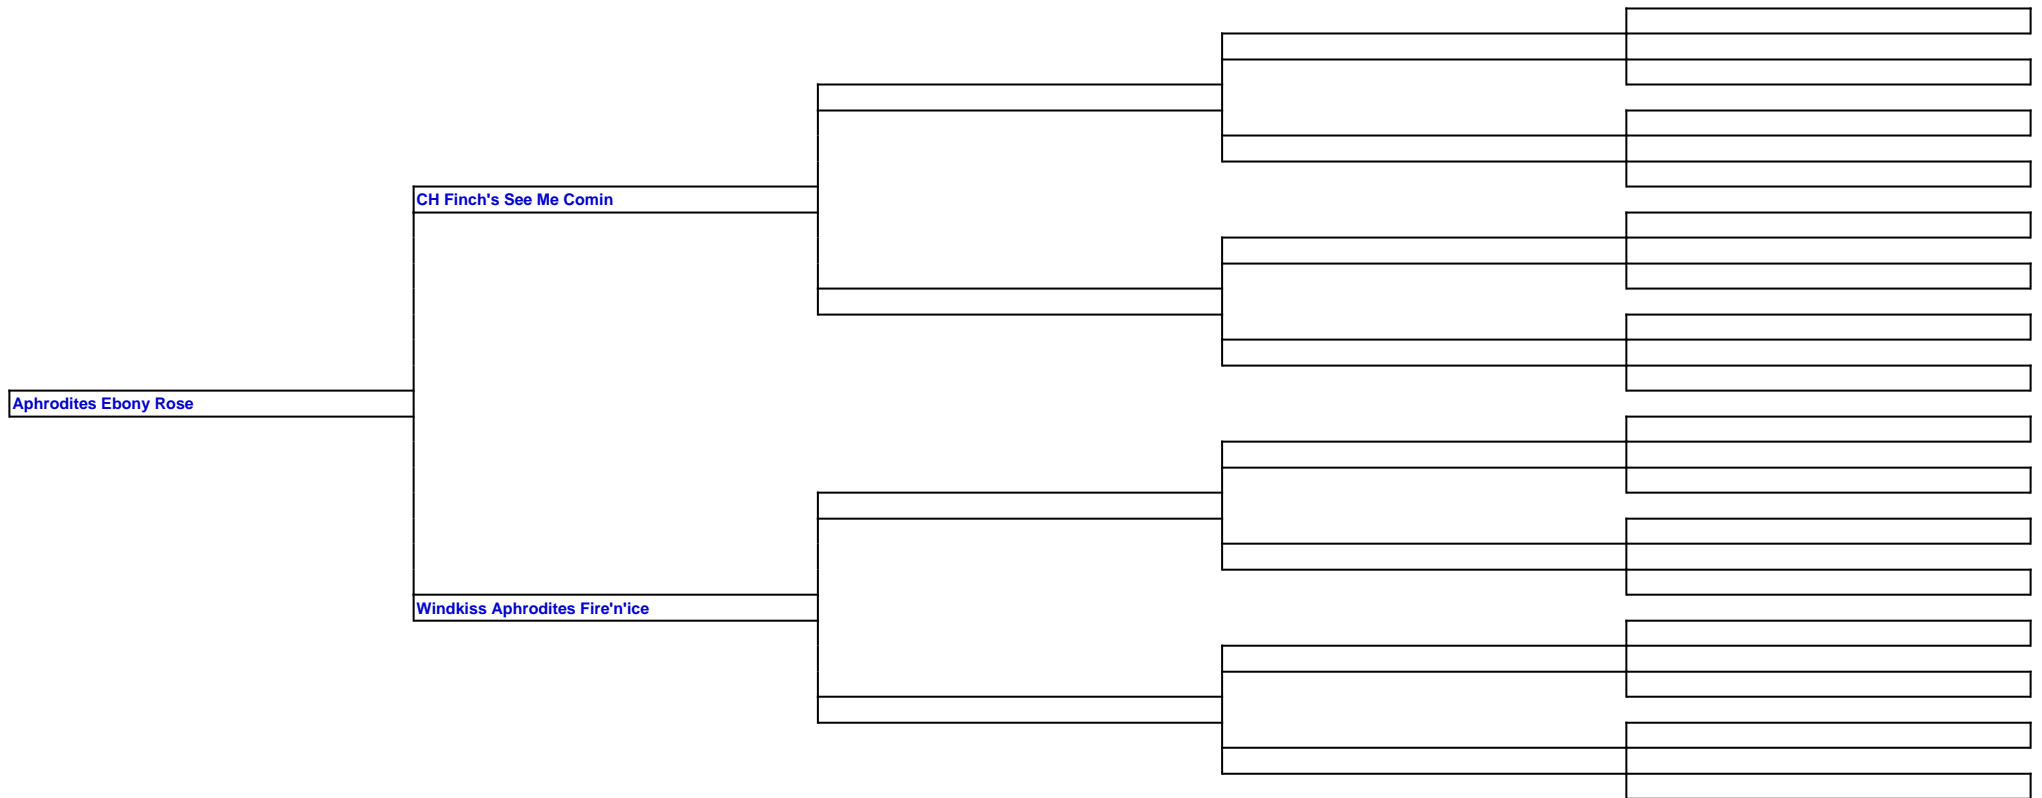 CH Finch's See Me Comin
Aphrodites Ebony Rose
Windkiss Aphrodites Fire'n'ice